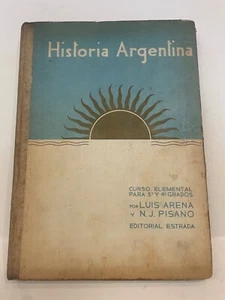 Historia Argentina
CURSO ELEMENTAL
PARA 3º Y 4º GRADOS
POR LUIS ARENA
Y N. J. PISANO
EDITORIAL ESTRADA